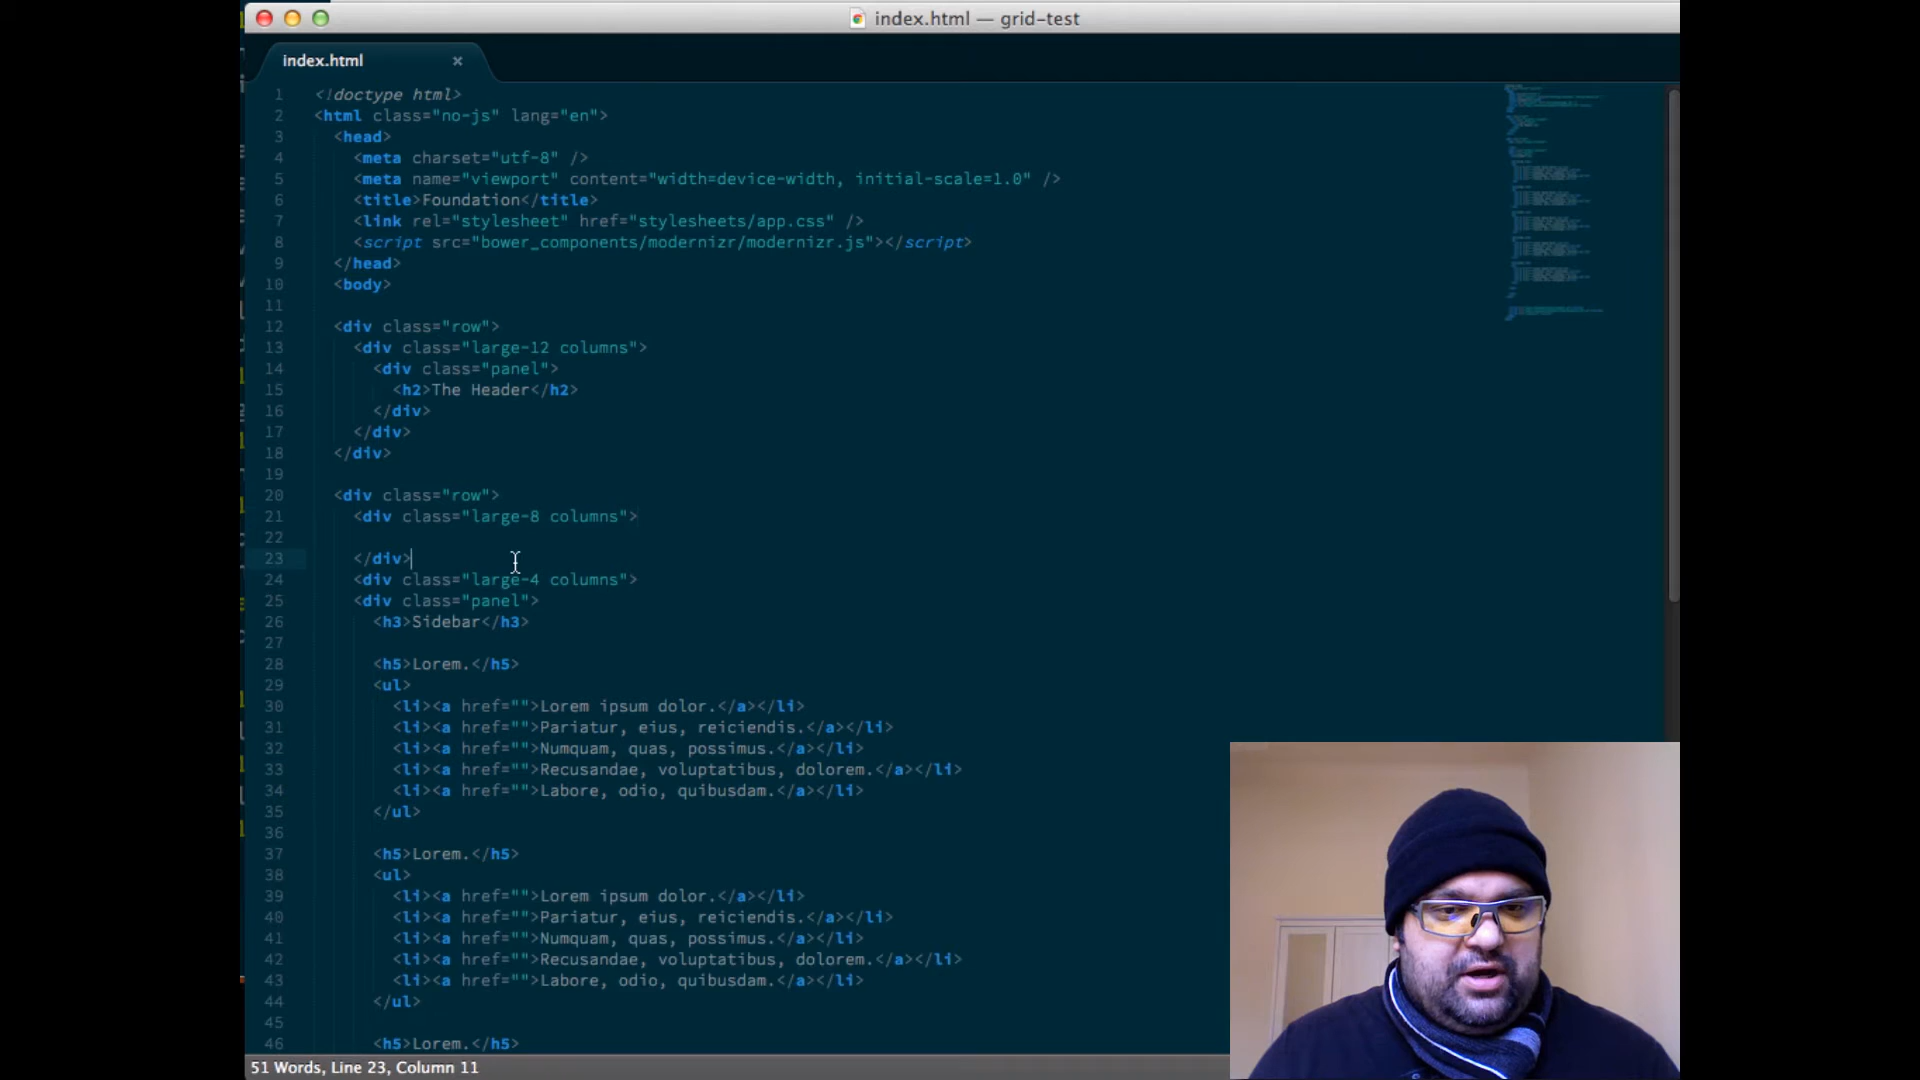 index.html — grid-test
index.html ×
1 <!doctype html>
2 <html class="no-js" lang="en">
3 <head>
4 <meta charset="utf-8" />
5 <meta name="viewport" content="width=device-width, initial-scale=1.0" />
6 <title>Foundation</title>
7 <link rel="stylesheet" href="stylesheets/app.css" />
8 <script src="bower_components/modernizr/modernizr.js"></script>
9 </head>
10 <body>
11
12 <div class="row">
13 <div class="large-12 columns">
14 <div class="panel">
15 <h2>The Header</h2>
16 </div>
17 </div>
18 </div>
19
20 <div class="row">
21 <div class="large-8 columns">
22
23 </div>
24 <div class="large-4 columns">
25 <div class="panel">
26 <h3>Sidebar</h3>
27
28 <h5>Lorem.</h5>
29 <ul>
30 <li><a href="">Lorem ipsum dolor.</a></li>
31 <li><a href="">Pariatur, eius, reiciendis.</a></li>
32 <li><a href="">Numquam, quas, possimus.</a></li>
33 <li><a href="">Recusandae, voluptatibus, dolorem.</a></li>
34 <li><a href="">Labore, odio, quibusdam.</a></li>
35 </ul>
36
37 <h5>Lorem.</h5>
38 <ul>
39 <li><a href="">Lorem ipsum dolor.</a></li>
40 <li><a href="">Pariatur, eius, reiciendis.</a></li>
41 <li><a href="">Numquam, quas, possimus.</a></li>
42 <li><a href="">Recusandae, voluptatibus, dolorem.</a></li>
43 <li><a href="">Labore, odio, quibusdam.</a></li>
44 </ul>
45
46 <h5>Lorem.</h5>
51 Words, Line 23, Column 11